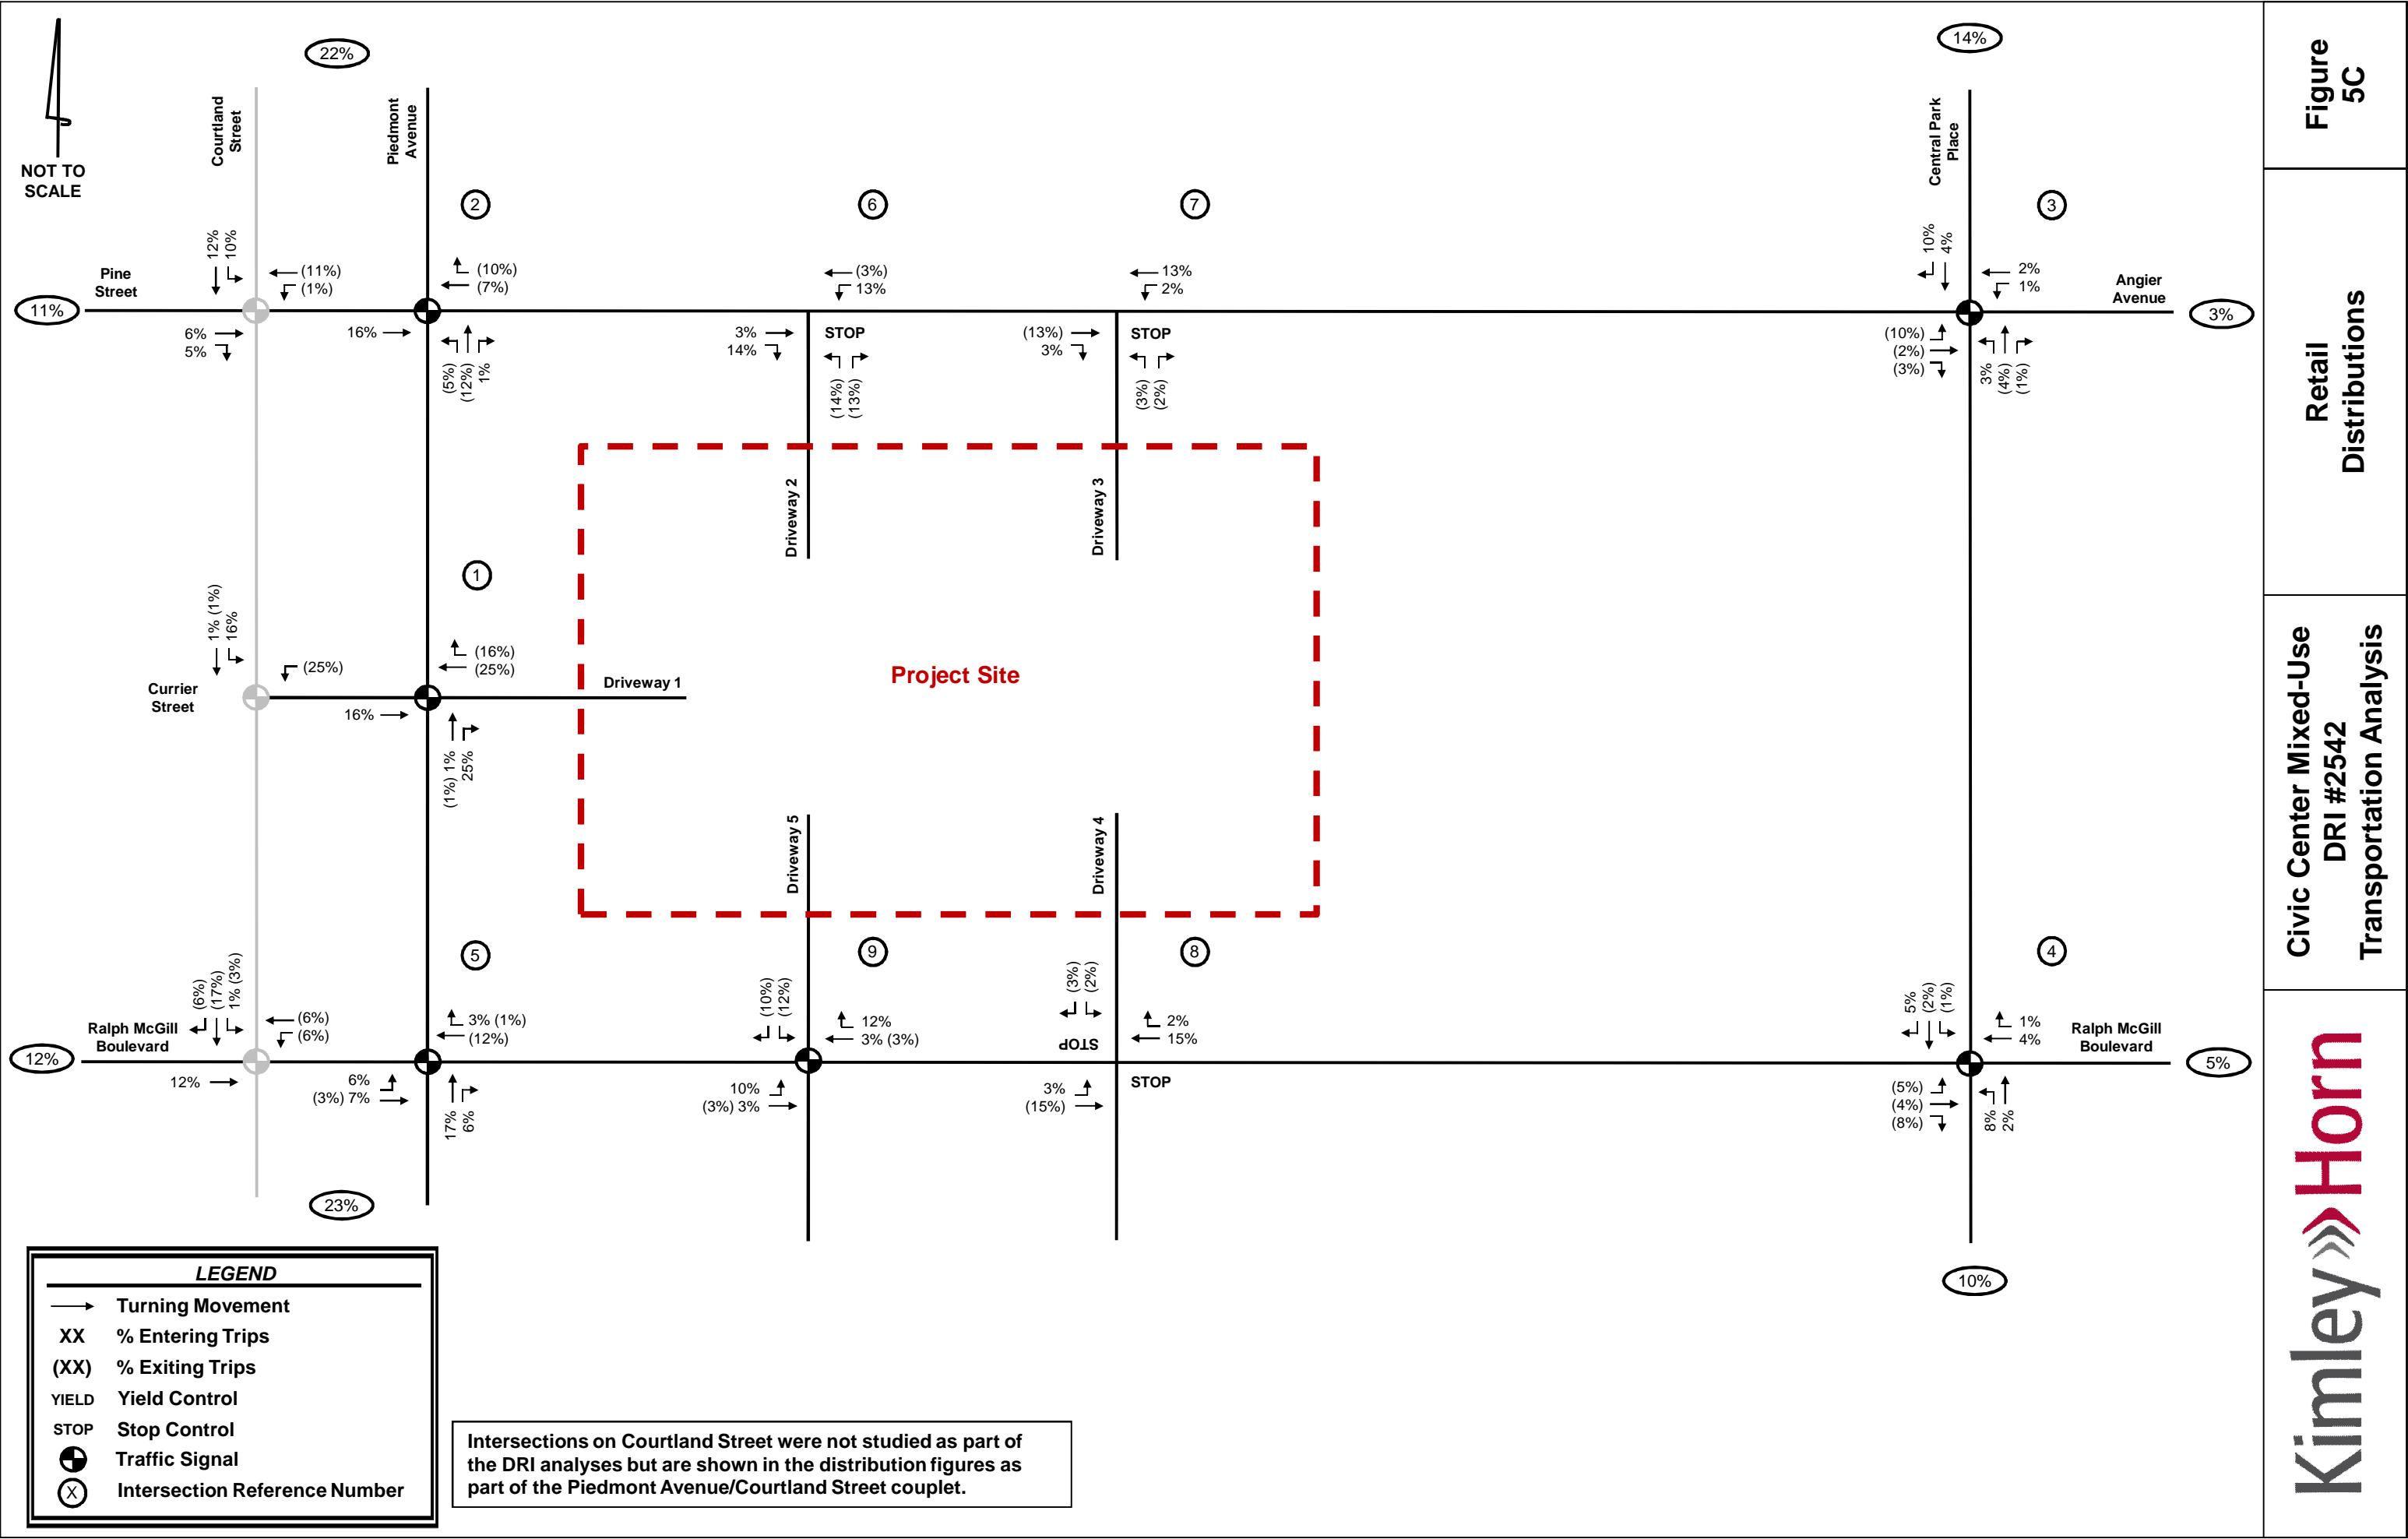 22%
14%
Courtland
Street
Piedmont
Avenue
Central Park
Place
NOT TO
SCALE
2
6
7
3
12%
10%
(11%)
(1%)
(10%)
(7%)
(3%)
13%
13%
2%
10%
4%
2%
1%
Pine
Street
Angier
Avenue
11%
3%
6%
5%
16%
(5%)
(12%)
1%
3%
14%
STOP
(14%)
(13%)
(13%)
3%
STOP
(3%)
(2%)
(10%)
(2%)
(3%)
3%
(4%)
(1%)
Driveway 2
Driveway 3
1
1% (1%)
16%
(25%)
(16%)
(25%)
Currier
Street
Driveway 1
Project Site
16%
(1%) 1%
25%
Driveway 5
Driveway 4
5
9
8
4
(6%)
(17%)
1% (3%)
(6%)
(6%)
3% (1%)
(12%)
(10%)
(12%)
12%
3% (3%)
(3%)
(2%)
STOP
2%
15%
5%
(2%)
(1%)
1%
4%
Ralph McGill
Boulevard
Ralph McGill
Boulevard
12%
5%
12%
6%
(3%) 7%
17%
6%
10%
(3%) 3%
3%
(15%)
STOP
(5%)
(4%)
(8%)
8%
2%
23%
10%
LEGEND
Turning Movement
XX % Entering Trips
(XX) % Exiting Trips
YIELD Yield Control
STOP Stop Control
Traffic Signal
X Intersection Reference Number
Intersections on Courtland Street were not studied as part of
the DRI analyses but are shown in the distribution figures as
part of the Piedmont Avenue/Courtland Street couplet.
Figure
5C
Retail
Distributions
Civic Center Mixed-Use
DRI #2542
Transportation Analysis
Kimley»Horn